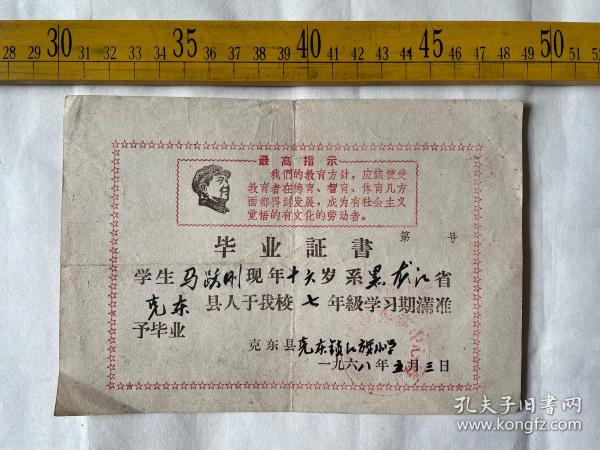 28 29 30 31 32 33 34 35 36 37 38 39 40 41 42 43 44 45 46 47 48 49 50 51 52
最高指示
我們的教育方針，应該使受
教育者在德育、智育、体育几方
面都得到发展，成为有社会主义
覚悟的有文化的劳动者。
毕业証書
第 号
学生马跃刚现年十六岁系黑龙江省
克东县人于我校七年級学习期滿准
予毕业
克东县克东镇红旗小学
一九六八年五月三日
孔夫子旧书网
www.kongfz.com